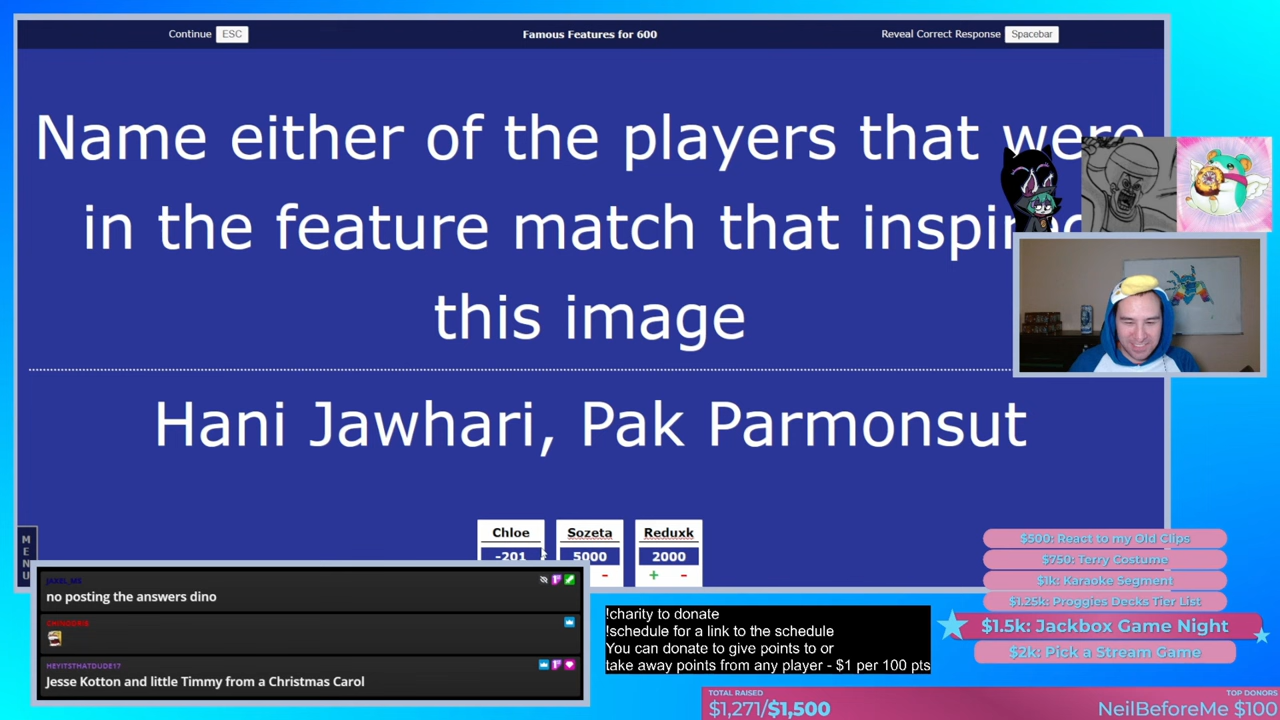 Continue ESC
Famous Features for 600
Reveal Correct Response Spacebar
Name either of the players that were
in the feature match that inspired
this image
Hani Jawhari, Pak Parmonsut
MENU
Chloe
-201
Sozeta
5000
-
Reduxk
2000
+ -
JAXEL_MS
no posting the answers dino
HEYITSTHATDUDE17
Jesse Kotton and little Timmy from a Christmas Carol
!charity to donate
!schedule for a link to the schedule
You can donate to give points to or
take away points from any player - $1 per 100 pts
$500: React to my Old Clips
$750: Terry Costume
$1k: Karaoke Segment
$1.25k: Proggies Decks Tier List
$1.5k: Jackbox Game Night
$2k: Pick a Stream Game
TOTAL RAISED
$1,271/$1,500
TOP DONORS
NeilBeforeMe $100